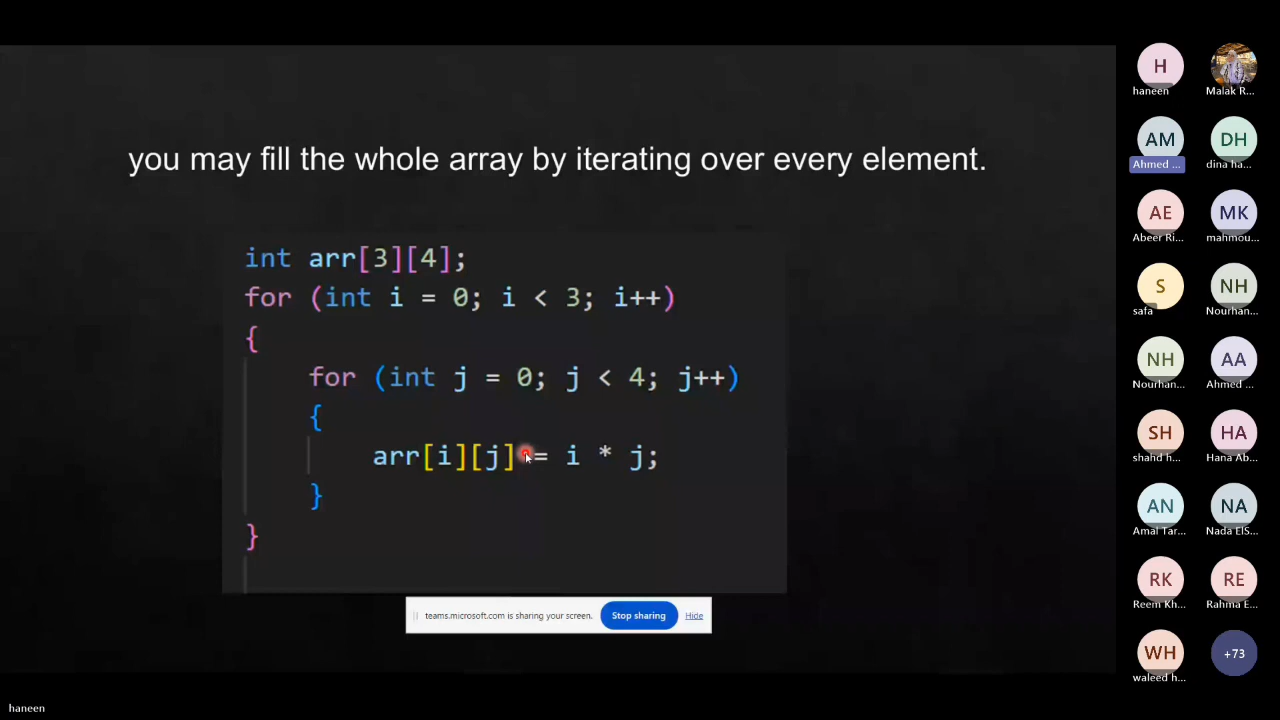 you may fill the whole array by iterating over every element.
int arr[3][4];
for (int i = 0; i < 3; i++)
{
for (int j = 0; j < 4; j++)
{
arr[i][j] = i * j;
}
}
teams.microsoft.com is sharing your screen.
Stop sharing
Hide
haneen
H
haneen
Malak R...
AM
Ahmed ...
DH
dina ha...
AE
Abeer Ri...
MK
mahmou...
S
safa
NH
Nourhan...
NH
Nourhan...
AA
Ahmed ...
SH
shahd h...
HA
Hana Ab...
AN
Amal Tar...
NA
Nada ElS...
RK
Reem Kh...
RE
Rahma E...
WH
waleed h...
+73